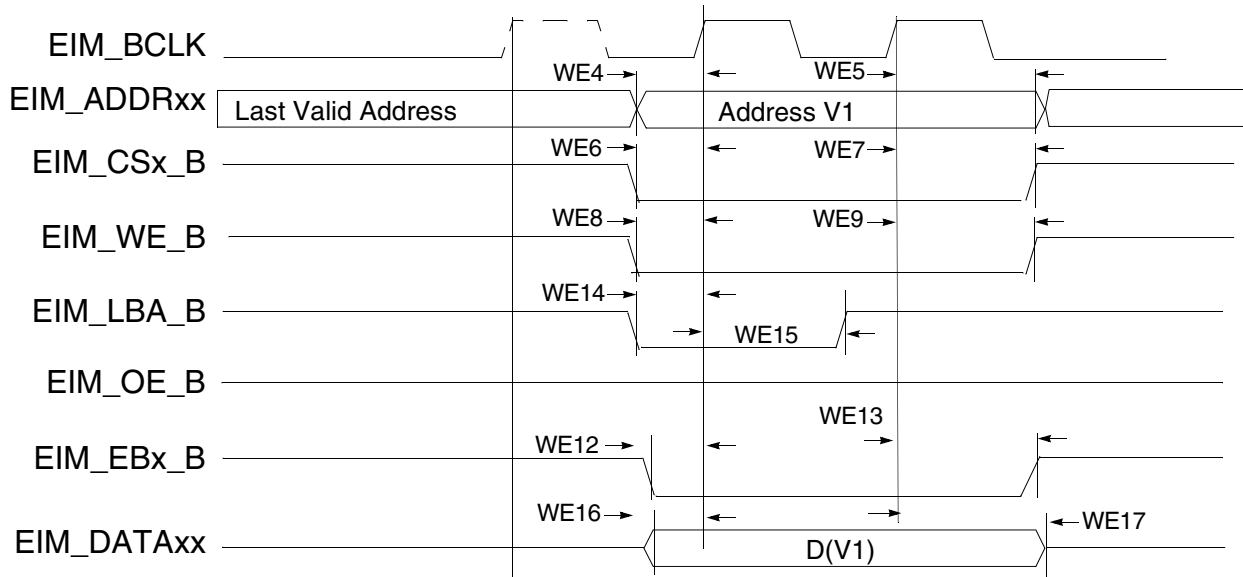 EIM_BCLK
WE4 WE5
EIM_ADDRxx Last Valid Address Address V1
WE6 WE7
EIM_CSx_B
WE8 WE9
EIM_WE_B
WE14
EIM_LBA_B
WE15
EIM_OE_B
WE13
WE12
EIM_EBx_B
WE16 WE17
EIM_DATAxx D(V1)